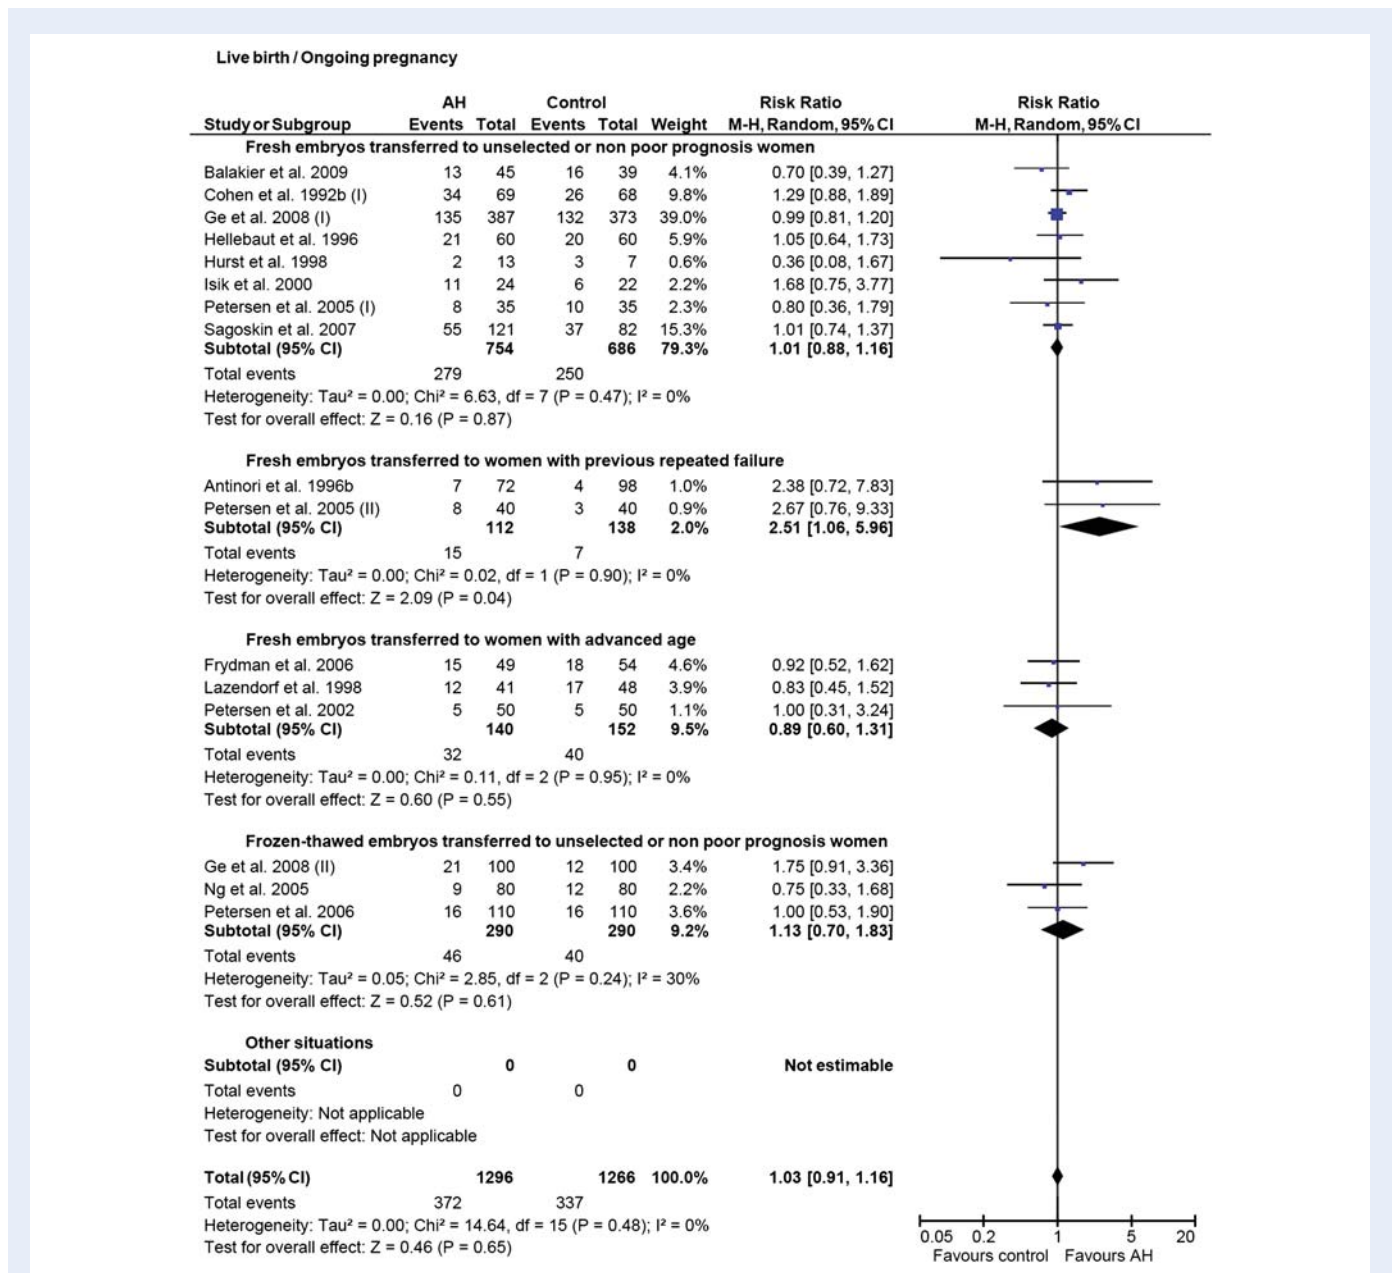 Live birth / Ongoing pregnancy
AH Control Risk Ratio Risk Ratio
Study or Subgroup Events Total Events Total Weight M-H, Random, 95% CI M-H, Random, 95% CI
Fresh embryos transferred to unselected or non poor prognosis women
Balakier et al. 2009 13 45 16 39 4.1% 0.70 [0.39, 1.27]
Cohen et al. 1992b (I) 34 69 26 68 9.8% 1.29 [0.88, 1.89]
Ge et al. 2008 (I) 135 387 132 373 39.0% 0.99 [0.81, 1.20]
Hellebaut et al. 1996 21 60 20 60 5.9% 1.05 [0.64, 1.73]
Hurst et al. 1998 2 13 3 7 0.6% 0.36 [0.08, 1.67]
Isik et al. 2000 11 24 6 22 2.2% 1.68 [0.75, 3.77]
Petersen et al. 2005 (I) 8 35 10 35 2.3% 0.80 [0.36, 1.79]
Sagoskin et al. 2007 55 121 37 82 15.3% 1.01 [0.74, 1.37]
Subtotal (95% CI) 754 686 79.3% 1.01 [0.88, 1.16]
Total events 279 250
Heterogeneity: Tau² = 0.00; Chi² = 6.63, df = 7 (P = 0.47); I² = 0%
Test for overall effect: Z = 0.16 (P = 0.87)
Fresh embryos transferred to women with previous repeated failure
Antinori et al. 1996b 7 72 4 98 1.0% 2.38 [0.72, 7.83]
Petersen et al. 2005 (II) 8 40 3 40 0.9% 2.67 [0.76, 9.33]
Subtotal (95% CI) 112 138 2.0% 2.51 [1.06, 5.96]
Total events 15 7
Heterogeneity: Tau² = 0.00; Chi² = 0.02, df = 1 (P = 0.90); I² = 0%
Test for overall effect: Z = 2.09 (P = 0.04)
Fresh embryos transferred to women with advanced age
Frydman et al. 2006 15 49 18 54 4.6% 0.92 [0.52, 1.62]
Lazendorf et al. 1998 12 41 17 48 3.9% 0.83 [0.45, 1.52]
Petersen et al. 2002 5 50 5 50 1.1% 1.00 [0.31, 3.24]
Subtotal (95% CI) 140 152 9.5% 0.89 [0.60, 1.31]
Total events 32 40
Heterogeneity: Tau² = 0.00; Chi² = 0.11, df = 2 (P = 0.95); I² = 0%
Test for overall effect: Z = 0.60 (P = 0.55)
Frozen-thawed embryos transferred to unselected or non poor prognosis women
Ge et al. 2008 (II) 21 100 12 100 3.4% 1.75 [0.91, 3.36]
Ng et al. 2005 9 80 12 80 2.2% 0.75 [0.33, 1.68]
Petersen et al. 2006 16 110 16 110 3.6% 1.00 [0.53, 1.90]
Subtotal (95% CI) 290 290 9.2% 1.13 [0.70, 1.83]
Total events 46 40
Heterogeneity: Tau² = 0.05; Chi² = 2.85, df = 2 (P = 0.24); I² = 30%
Test for overall effect: Z = 0.52 (P = 0.61)
Other situations
Subtotal (95% CI) 0 0 Not estimable
Total events 0 0
Heterogeneity: Not applicable
Test for overall effect: Not applicable
Total (95% CI) 1296 1266 100.0% 1.03 [0.91, 1.16]
Total events 372 337
Heterogeneity: Tau² = 0.00; Chi² = 14.64, df = 15 (P = 0.48); I² = 0%
Test for overall effect: Z = 0.46 (P = 0.65)
0.05 0.2 1 5 20
Favours control Favours AH